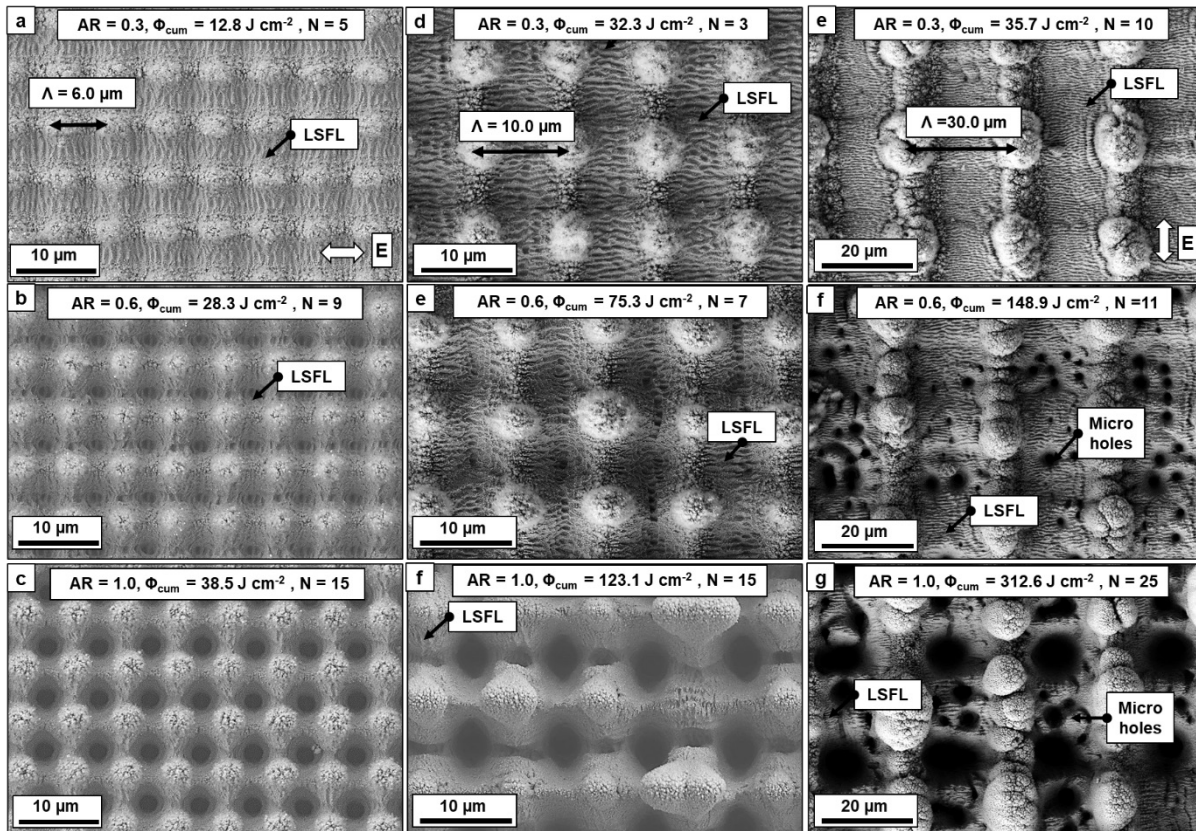 a
AR = 0.3, Φcum = 12.8 J cm-2 , N = 5
Λ = 6.0 μm
LSFL
10 μm
E
d
AR = 0.3, Φcum = 32.3 J cm-2 , N = 3
LSFL
Λ = 10.0 μm
10 μm
e
AR = 0.3, Φcum = 35.7 J cm-2 , N = 10
LSFL
Λ =30.0 μm
20 μm
E
b
AR = 0.6, Φcum = 28.3 J cm-2 , N = 9
LSFL
10 μm
e
AR = 0.6, Φcum = 75.3 J cm-2 , N = 7
LSFL
10 μm
f
AR = 0.6, Φcum = 148.9 J cm-2 , N =11
Micro
holes
LSFL
20 μm
c
AR = 1.0, Φcum = 38.5 J cm-2 , N = 15
10 μm
f
AR = 1.0, Φcum = 123.1 J cm-2 , N = 15
LSFL
10 μm
g
AR = 1.0, Φcum = 312.6 J cm-2 , N = 25
LSFL
Micro
holes
20 μm